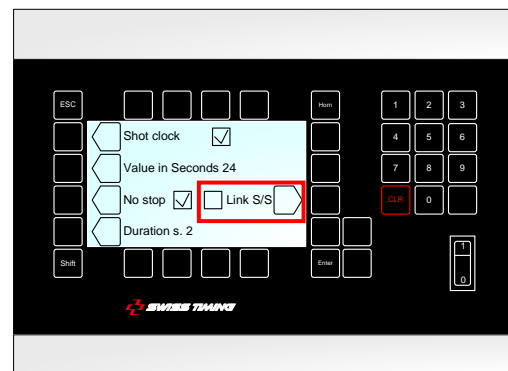 ESC
Horn
1 2 3
Shot clock
4 5 6
Value in Seconds 24
7 8 9
No stop
Link S/S
CLR 0
Duration s. 2
Shift
Enter
1
0
SWISS TIMING